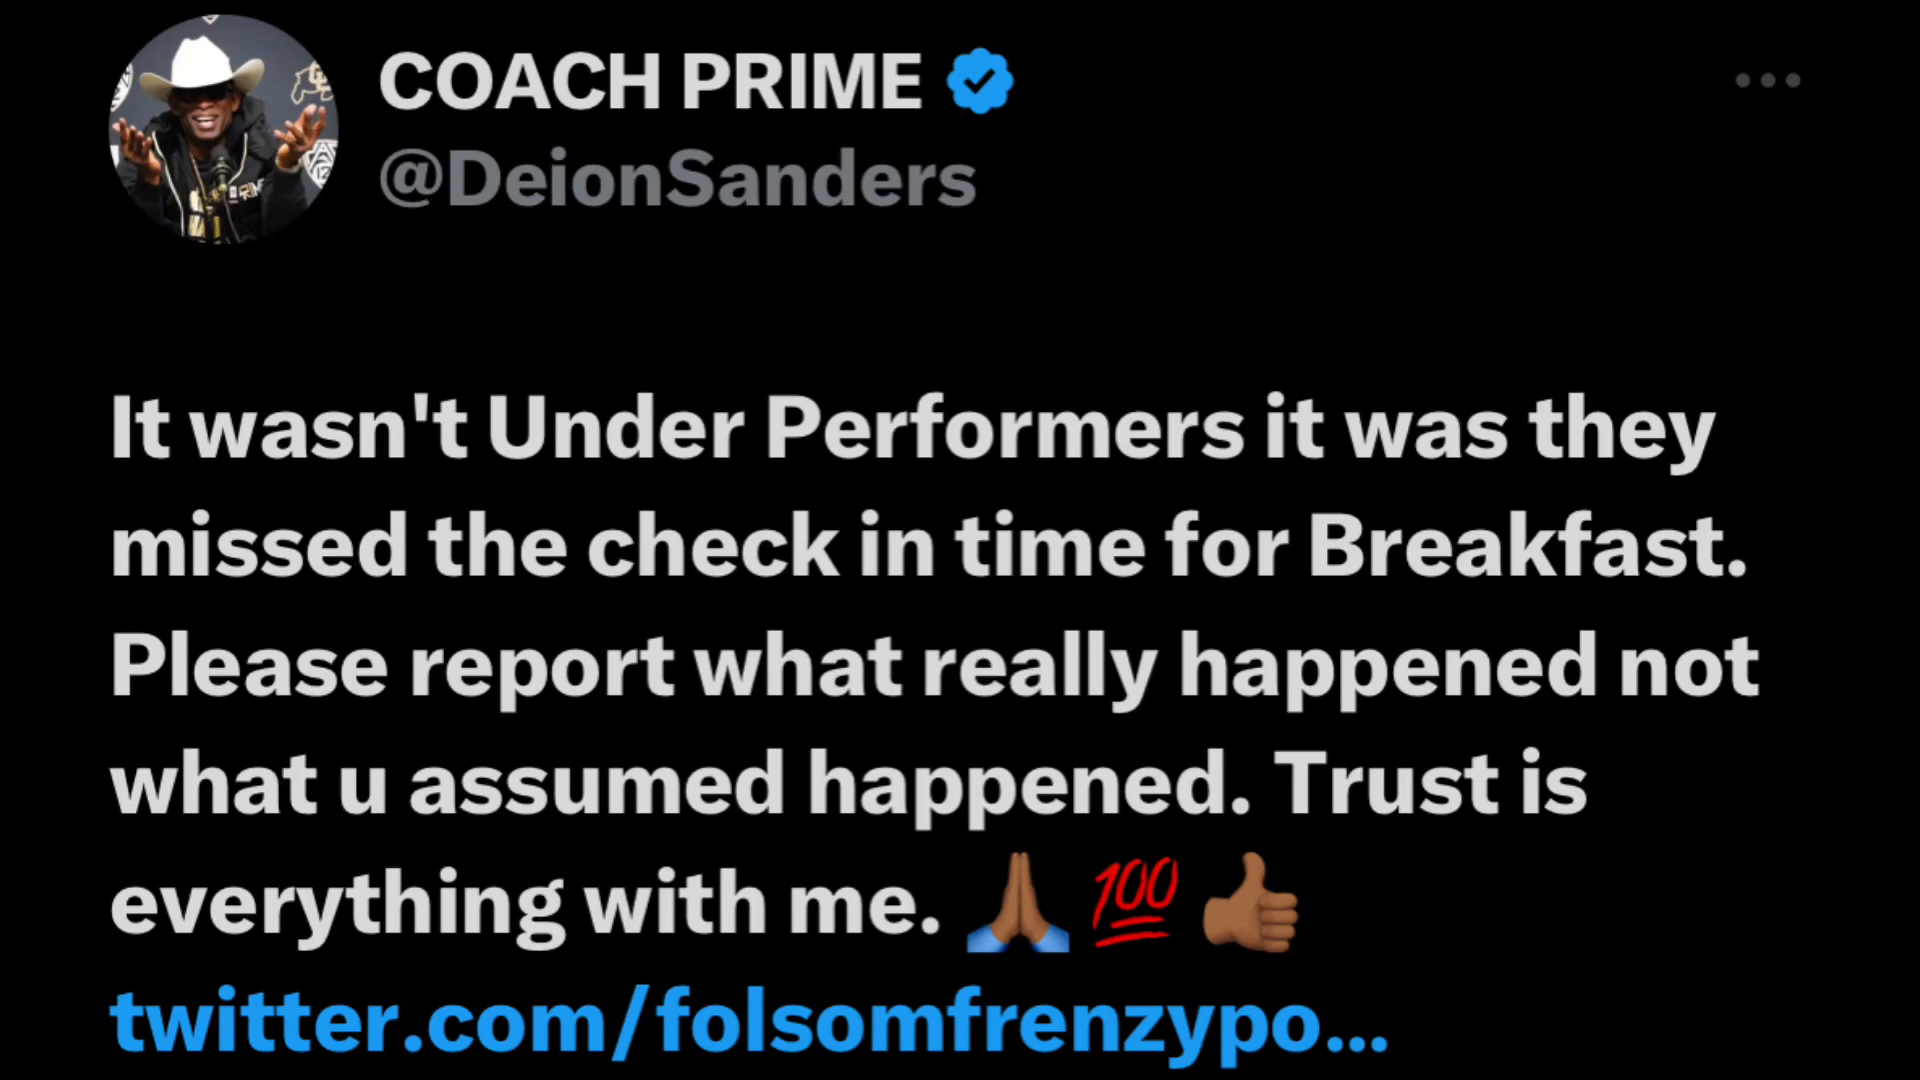 COACH PRIME
@DeionSanders
It wasn't Under Performers it was they
missed the check in time for Breakfast.
Please report what really happened not
what u assumed happened. Trust is
everything with me. 🙏🏾 💯 👍🏾
twitter.com/folsomfrenzypo...